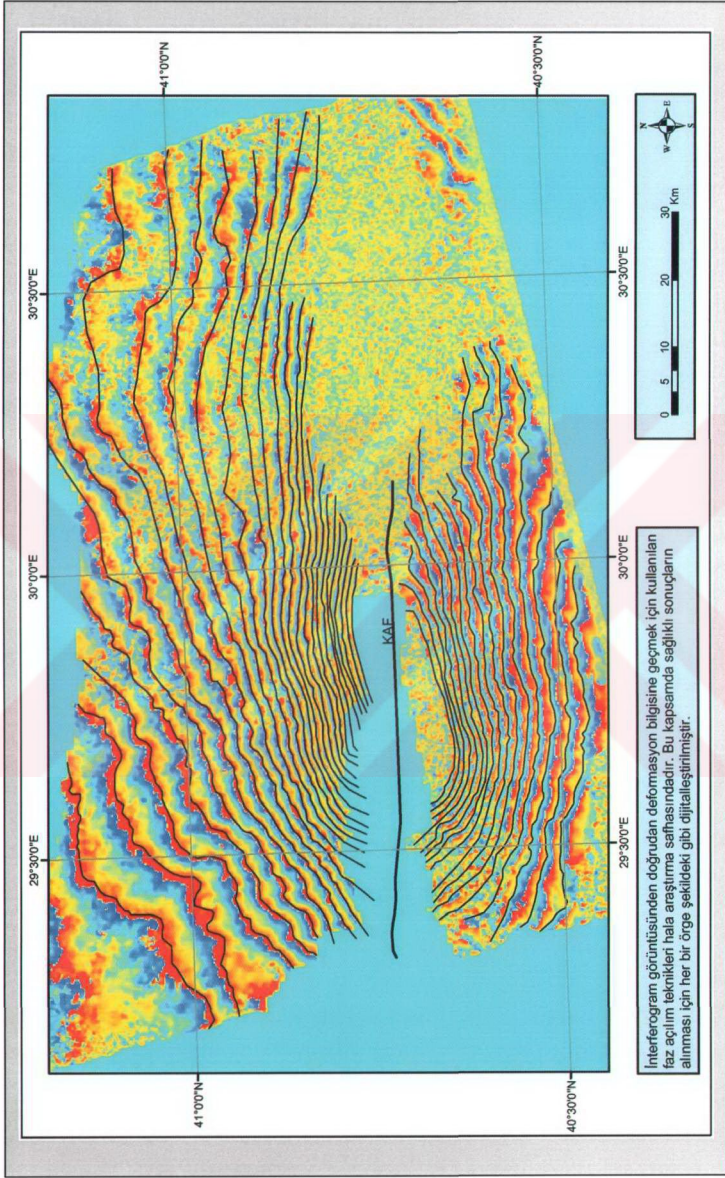 29°30'0"E
30°0'0"E
30°30'0"E
41°0'0"N
41°0'0"N
KAF
40°30'0"N
40°30'0"N
29°30'0"E
30°0'0"E
30°30'0"E
İnterferogram görüntüsünden doğrudan deformasyon bilgisine geçmek için kullanılan
faz açılım teknikleri hala araştırma safhasındadır. Bu kapsamda sağlıklı sonuçların
alınması için her bir örge şekildeki gibi dijitalleştirilmiştir.
0 5 10 20 30
Km
N
W E
S